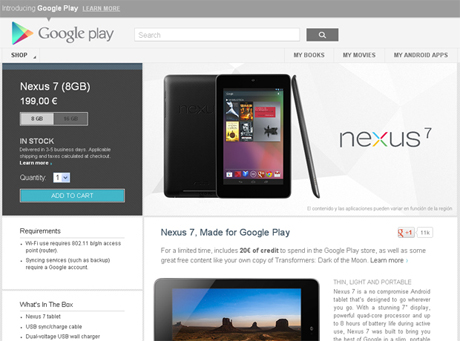 Introducing Google Play LEARN MORE
Google play
Search
SHOP
MY BOOKS MY MOVIES MY ANDROID APPS
Nexus 7 (8GB)
199,00 €
8 GB
IN STOCK
Delivered in 3-5 business days. Applicable
shipping and taxes calculated at checkout.
Learn more ›
Quantity: 1
ADD TO CART
nexus 7
El contenido y las aplicaciones pueden variar en función de la región.
Requirements
Wi-Fi use requires 802.11 b/g/n access
point (router).
Syncing services (such as backup)
require a Google account.
What's In The Box
Nexus 7 tablet
USB sync/charge cable
Dual-voltage USB wall charger
Nexus 7, Made for Google Play
+1 11k
For a limited time, includes 20€ of credit to spend in the Google Play store, as well as some
great free content like your own copy of Transformers: Dark of the Moon. Learn more ›
THIN, LIGHT AND PORTABLE
Nexus 7 is a no compromise Android
tablet that's designed to go wherever
you go. With a stunning 7" display,
powerful quad-core processor and up
to 8 hours of battery life during active
use, Nexus 7 was built to bring you
the best of Google in a slim, portable